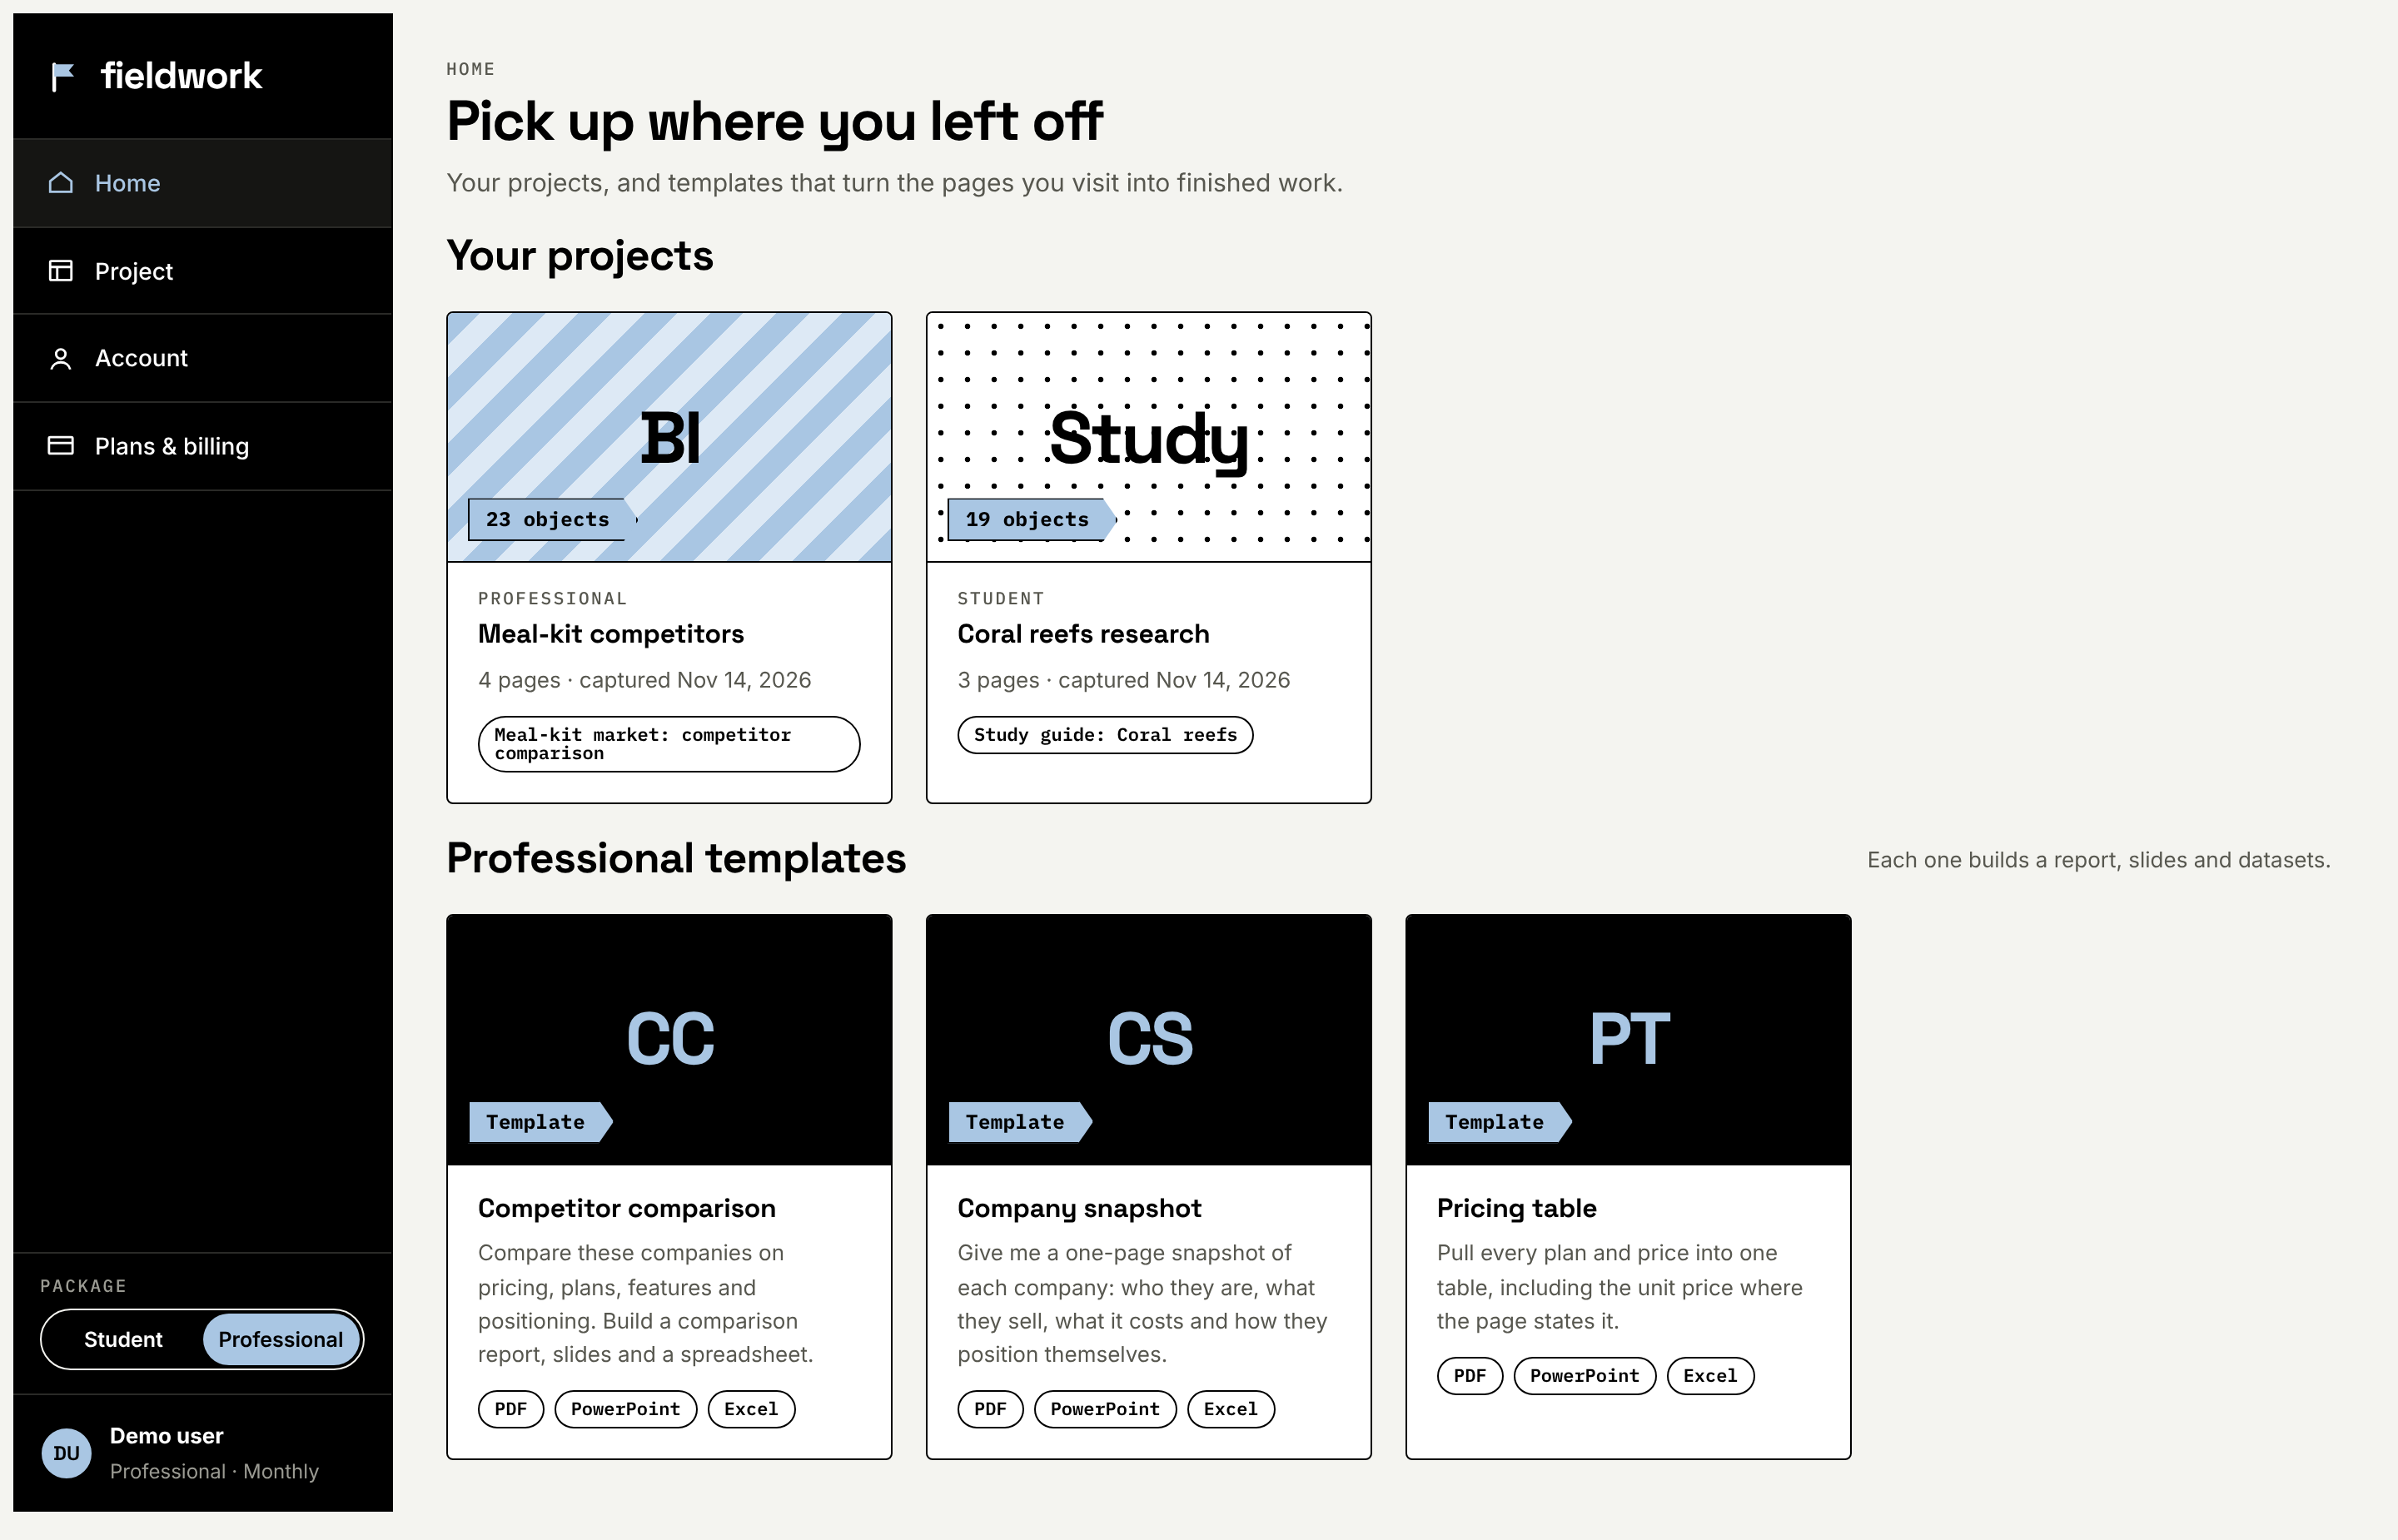 fieldwork
Home
Project
Account
Plans & billing
PACKAGE
Student
Professional
DU
Demo user
Professional · Monthly
HOME
Pick up where you left off
Your projects, and templates that turn the pages you visit into finished work.
Your projects
BI
23 objects
PROFESSIONAL
Meal-kit competitors
4 pages · captured Nov 14, 2026
Meal-kit market: competitor
comparison
Study
19 objects
STUDENT
Coral reefs research
3 pages · captured Nov 14, 2026
Study guide: Coral reefs
Professional templates
Each one builds a report, slides and datasets.
CC
Template
Competitor comparison
Compare these companies on
pricing, plans, features and
positioning. Build a comparison
report, slides and a spreadsheet.
PDF PowerPoint Excel
CS
Template
Company snapshot
Give me a one-page snapshot of
each company: who they are, what
they sell, what it costs and how they
position themselves.
PDF PowerPoint Excel
PT
Template
Pricing table
Pull every plan and price into one
table, including the unit price where
the page states it.
PDF PowerPoint Excel